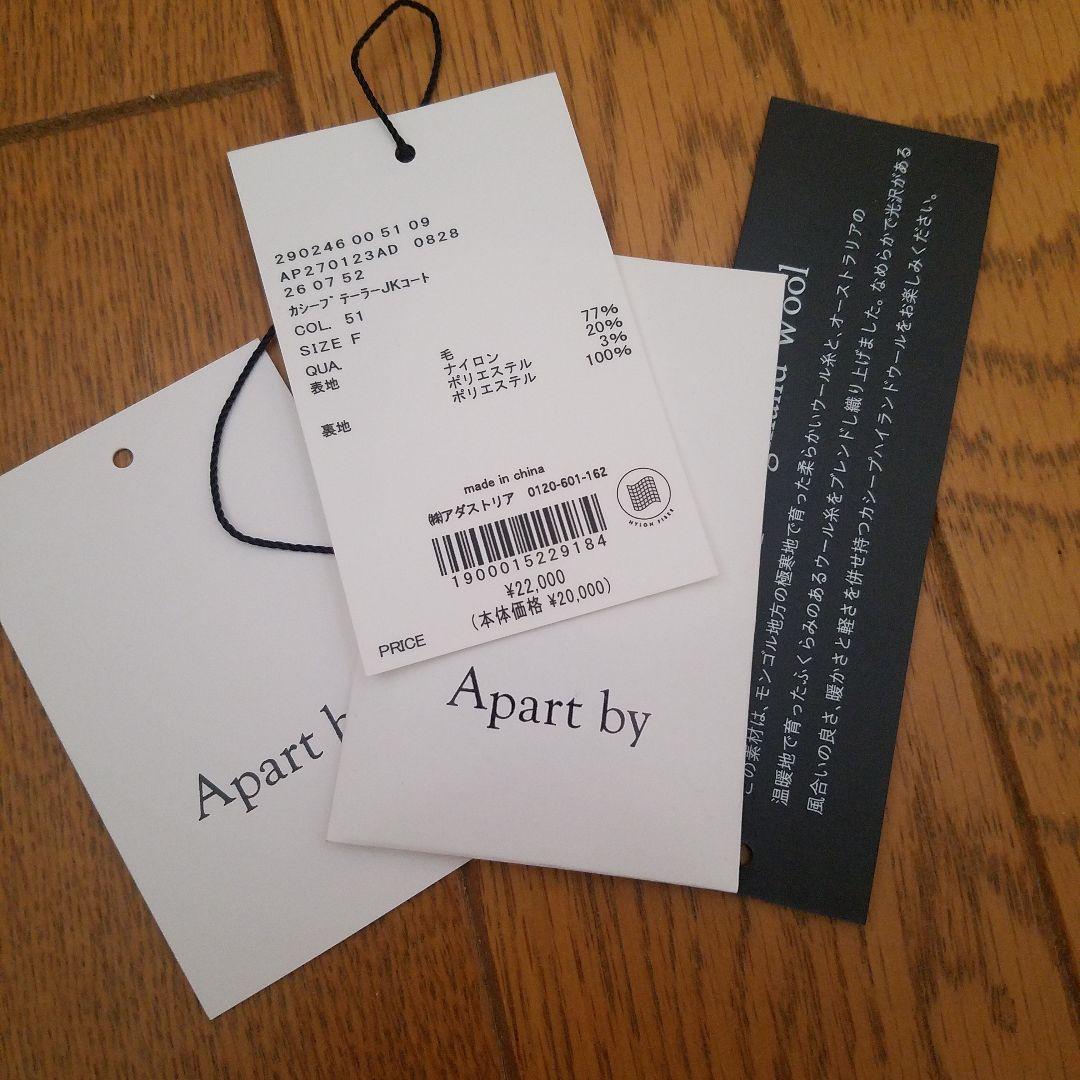 290246 00 51 09
AP270123AD 0828
26 07 52
カシープ テーラーJKコート
COL. 51
SIZE F
QUA.
表地 毛 77%
ナイロン 20%
ポリエステル 3%
裏地 ポリエステル 100%
made in china
㈱アダストリア 0120-601-162
NYLON FIBER
1900015229184
¥22,000
(本体価格 ¥20,000)
PRICE
Apart by
Apart b
land wool
この素材は、モンゴル地方の極寒地で育った柔らかいウール糸と、オーストラリアの
温暖地で育ったふくらみのあるウール糸をブレンドし織り上げました。なめらかで光沢がある
風合いの良さ、暖かさと軽さを併せ持つカシープハイランドウールをお楽しみください。